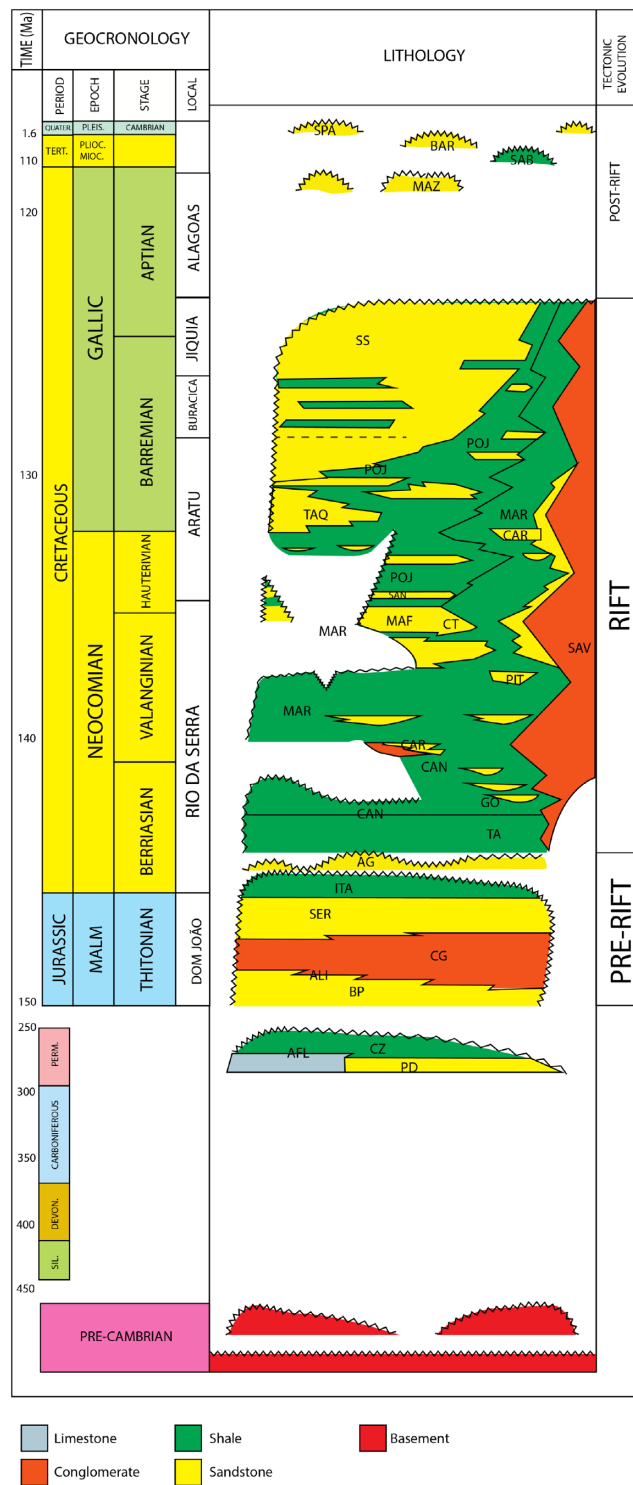 TIME (Ma)
GEOCRONOLOGY
LITHOLOGY
TECTONIC EVOLUTION
PERIOD
EPOCH
STAGE
LOCAL
QUATER.
PLEIS.
CAMBRIAN
1.6
TERT.
PLIOC.
MIOC.
110
120
130
140
150
250
300
350
400
450
CRETACEOUS
GALLIC
NEOCOMIAN
APTIAN
BARREMIAN
HAUTERIVIAN
VALANGINIAN
BERRIASIAN
ALAGOAS
JIQUIA
BURACICA
ARATU
RIO DA SERRA
JURASSIC
MALM
THITONIAN
DOM JOÃO
PERM.
CARBONIFEROUS
DEVON.
SIL.
PRE-CAMBRIAN
SPA
BAR
SAB
MAZ
SS
POJ
POJ
TAQ
MAR
CAR
POJ
SAN
MAF
CT
MAR
SAV
PIT
MAR
CAR
CAN
GO
CAN
TA
AG
ITA
SER
CG
ALI
BP
CZ
AFL
PD
POST-RIFT
RIFT
PRE-RIFT
Limestone
Shale
Basement
Conglomerate
Sandstone